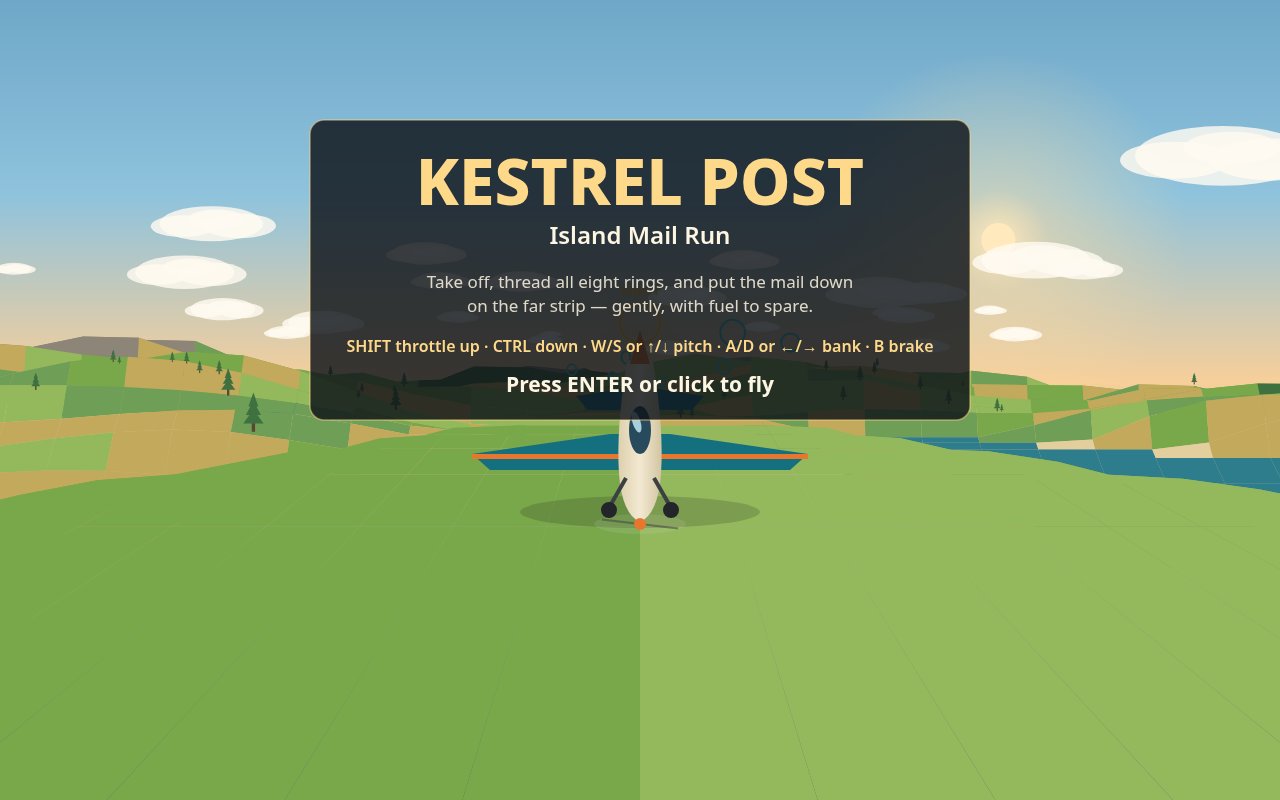 KESTREL POST
Island Mail Run
Take off, thread all eight rings, and put the mail down
on the far strip — gently, with fuel to spare.
SHIFT throttle up · CTRL down · W/S or ↑/↓ pitch · A/D or ←/→ bank · B brake
Press ENTER or click to fly